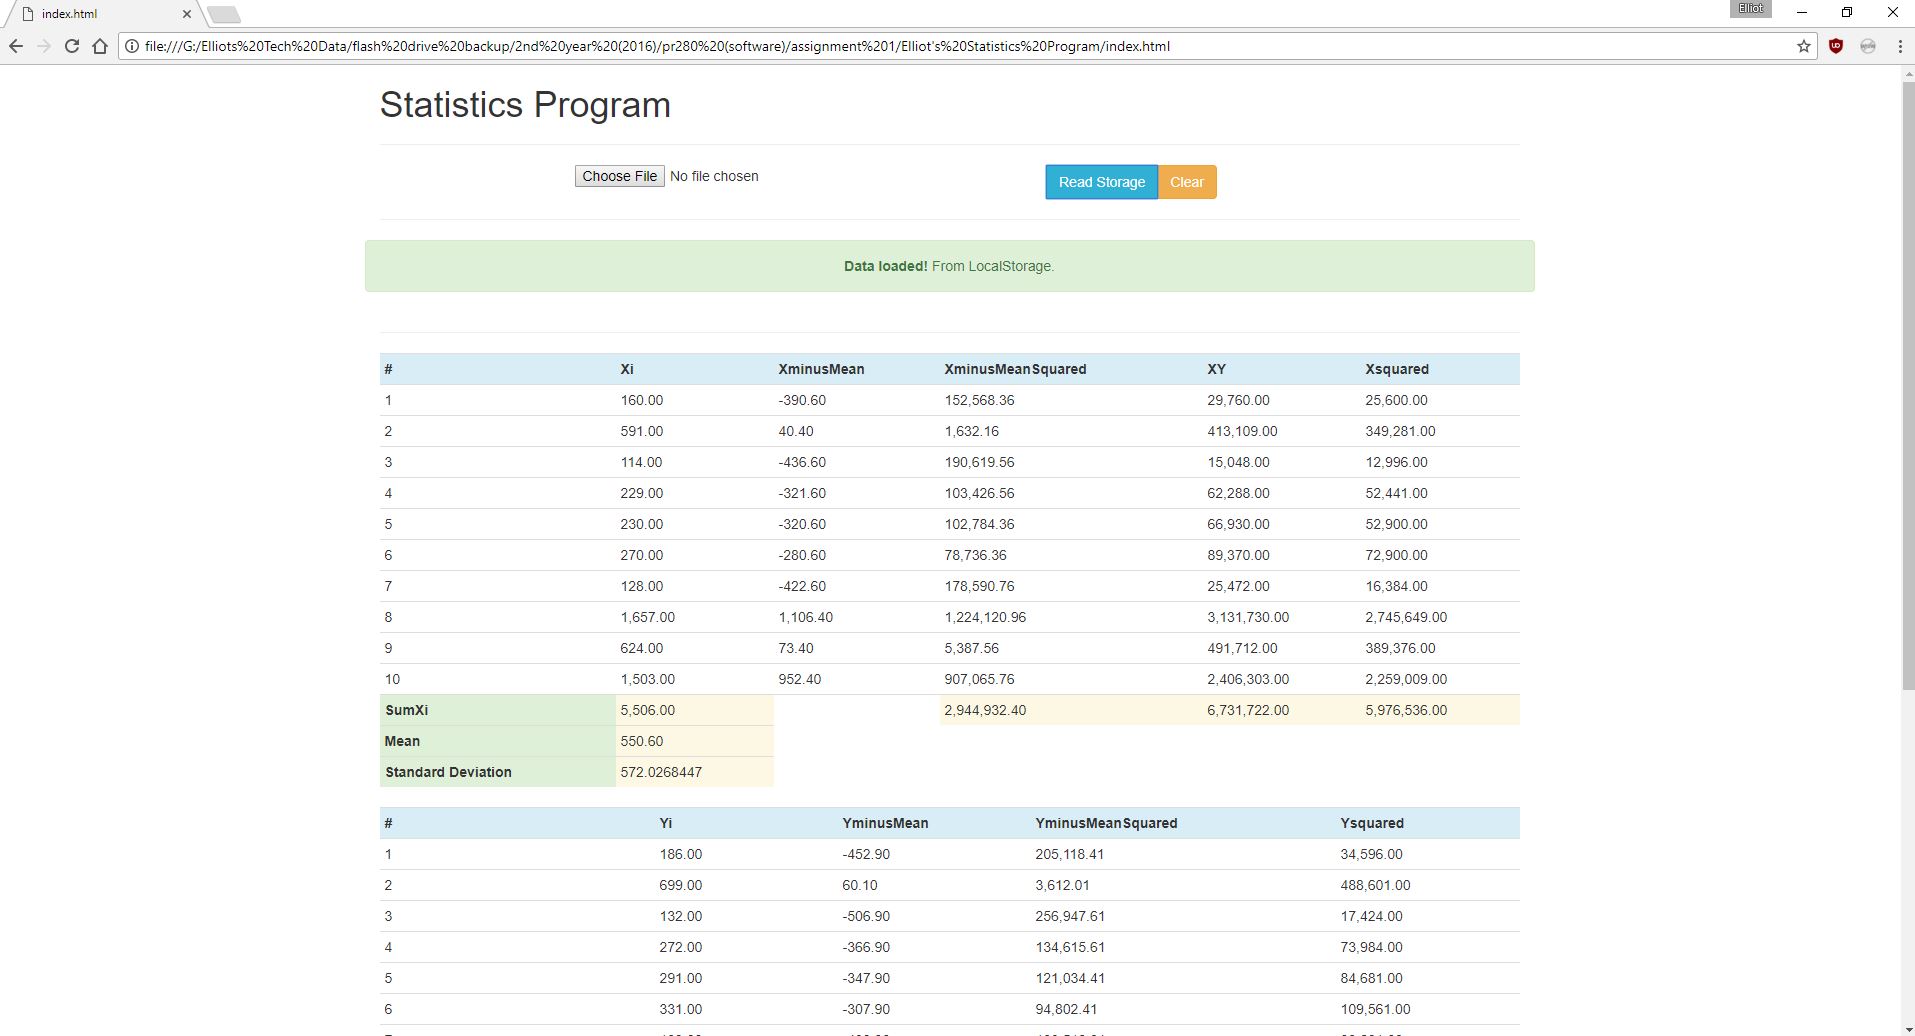 index.html
Elliot
file:///G:/Elliots%20Tech%20Data/flash%20drive%20backup/2nd%20year%20(2016)/pr280%20(software)/assignment%201/Elliot's%20Statistics%20Program/index.html
Statistics Program
Choose File No file chosen Read Storage Clear
Data loaded! From LocalStorage.
# Xi XminusMean XminusMeanSquared XY Xsquared
1 160.00 -390.60 152,568.36 29,760.00 25,600.00
2 591.00 40.40 1,632.16 413,109.00 349,281.00
3 114.00 -436.60 190,619.56 15,048.00 12,996.00
4 229.00 -321.60 103,426.56 62,288.00 52,441.00
5 230.00 -320.60 102,784.36 66,930.00 52,900.00
6 270.00 -280.60 78,736.36 89,370.00 72,900.00
7 128.00 -422.60 178,590.76 25,472.00 16,384.00
8 1,657.00 1,106.40 1,224,120.96 3,131,730.00 2,745,649.00
9 624.00 73.40 5,387.56 491,712.00 389,376.00
10 1,503.00 952.40 907,065.76 2,406,303.00 2,259,009.00
SumXi 5,506.00 2,944,932.40 6,731,722.00 5,976,536.00
Mean 550.60
Standard Deviation 572.0268447
# Yi YminusMean YminusMeanSquared Ysquared
1 186.00 -452.90 205,118.41 34,596.00
2 699.00 60.10 3,612.01 488,601.00
3 132.00 -506.90 256,947.61 17,424.00
4 272.00 -366.90 134,615.61 73,984.00
5 291.00 -347.90 121,034.41 84,681.00
6 331.00 -307.90 94,802.41 109,561.00